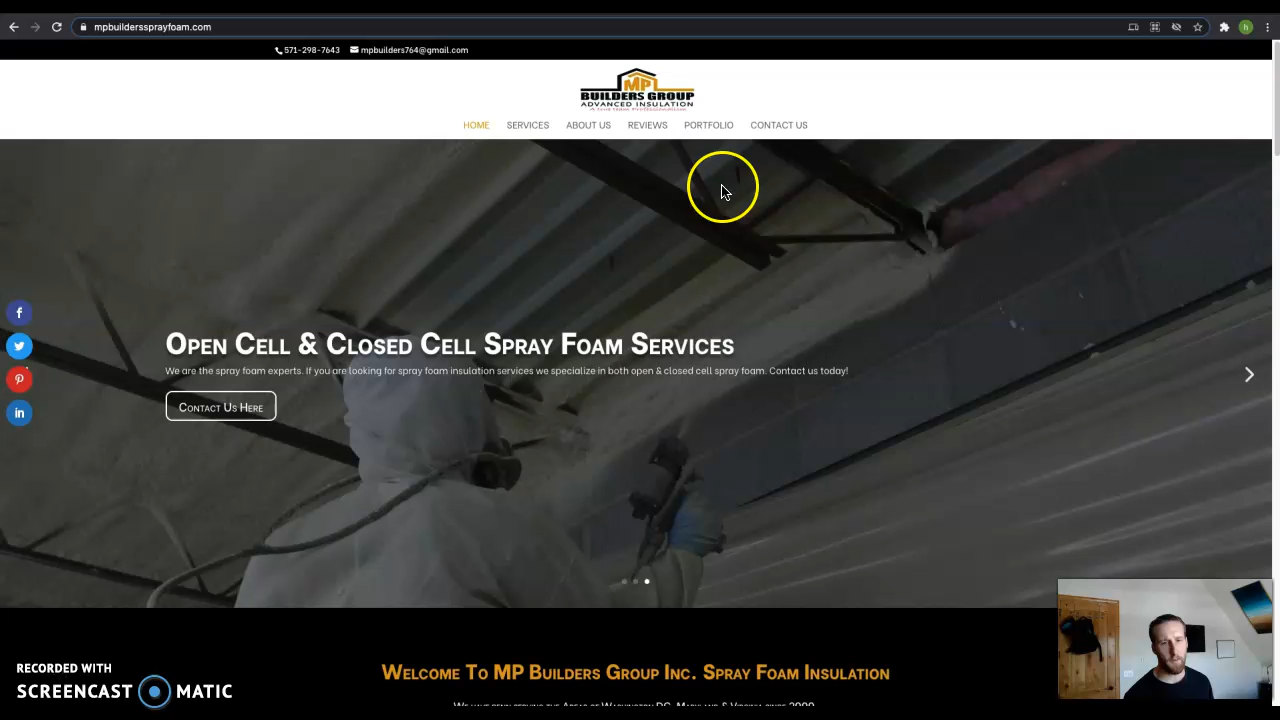 mpbuilderssprayfoam.com
h
571-298-7643 mpbuilders764@gmail.com
MP
BUILDERS GROUP
ADVANCED INSULATION
HOME SERVICES ABOUT US REVIEWS PORTFOLIO CONTACT US
Open Cell & Closed Cell Spray Foam Services
We are the spray foam experts. If you are looking for spray foam insulation services we specialize in both open & closed cell spray foam. Contact us today!
Contact Us Here
Welcome To MP Builders Group Inc. Spray Foam Insulation
RECORDED WITH
SCREENCAST MATIC